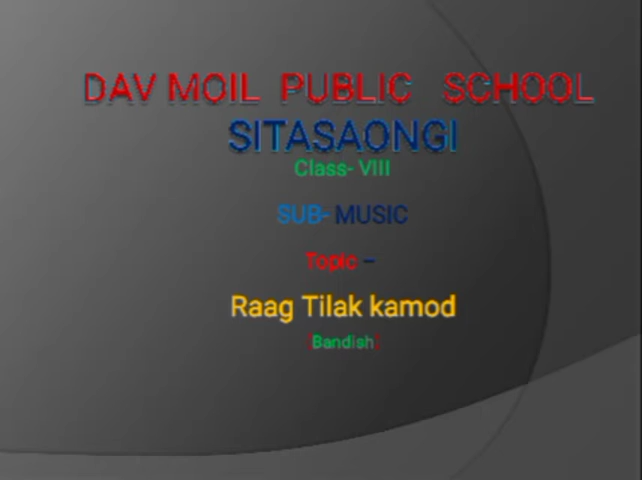 DAV MOIL PUBLIC SCHOOL
SITASAONGI
Class- VIII
SUB- MUSIC
Topic –
Raag Tilak kamod
(Bandish)